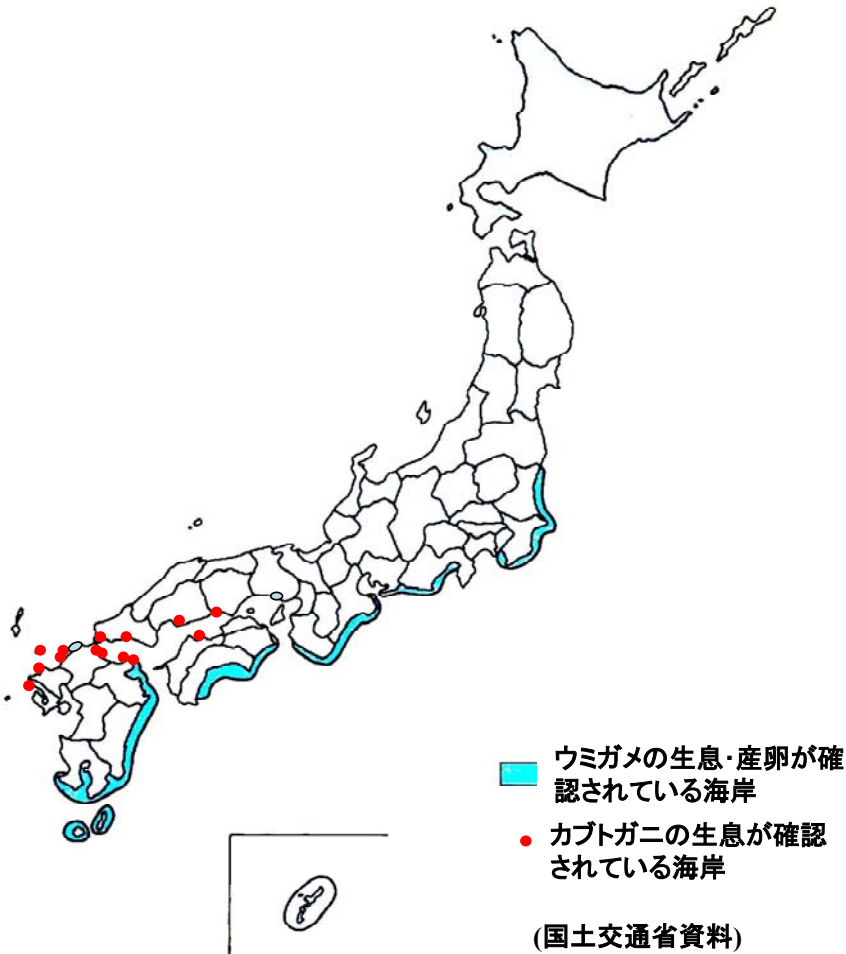 ウミガメの生息･産卵が確
認されている海岸
カブトガニの生息が確認
されている海岸
(国土交通省資料)